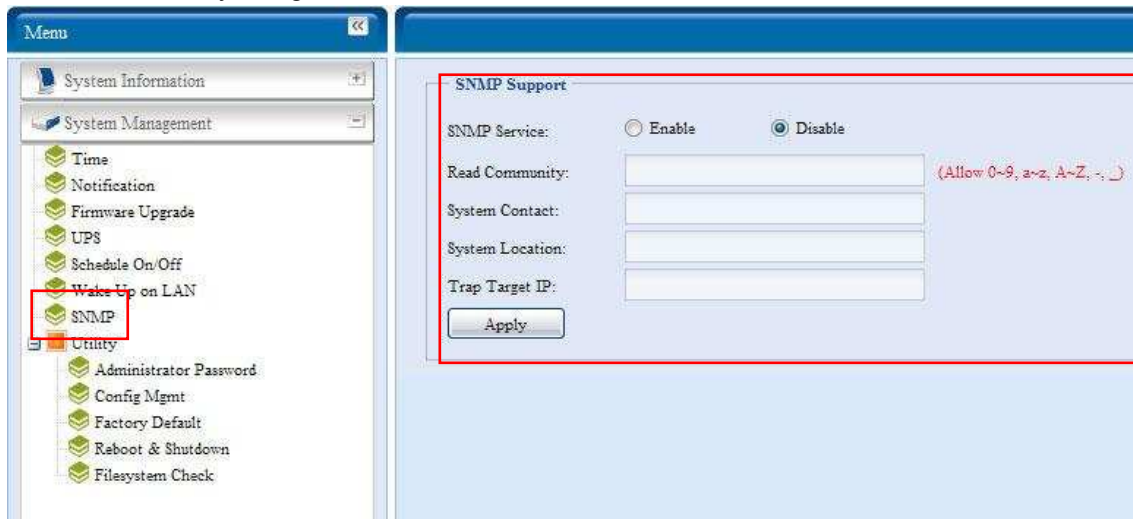 Menu
System Information
System Management
Time
Notification
Firmware Upgrade
UPS
Schedule On/Off
Wake Up on LAN
SNMP
Utility
Administrator Password
Config Mgmt
Factory Default
Reboot & Shutdown
Filesystem Check
SNMP Support
SNMP Service: Enable Disable
Read Community: (Allow 0~9, a~z, A~Z, -, _)
System Contact:
System Location:
Trap Target IP:
Apply